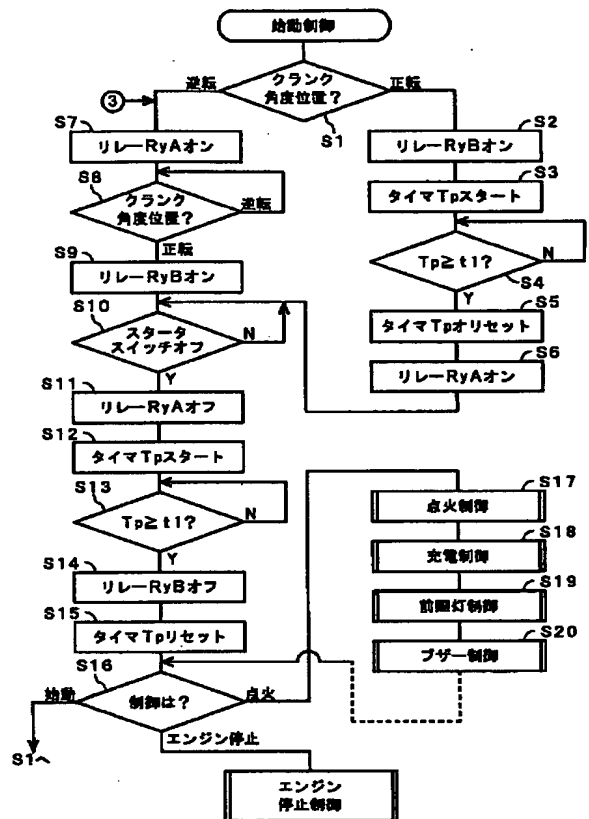 始動制御
逆転
クランク
角度位置?
正転
S1
③
S7
リレーRyAオン
S8
クランク
角度位置?
逆転
正転
S9
リレーRyBオン
S10
スタータ
スイッチオフ
N
Y
S11
リレーRyAオフ
S12
タイマTpスタート
S13
Tp≧t1?
N
Y
S14
リレーRyBオフ
S15
タイマTpリセット
S16
制御は?
始動
点火
エンジン停止
S1へ
エンジン
停止制御
S2
リレーRyBオン
S3
タイマTpスタート
Tp≧t1?
N
S4
Y
S5
タイマTpオリセット
S6
リレーRyAオン
S17
点火制御
S18
充電制御
S19
前照灯制御
S20
ブザー制御